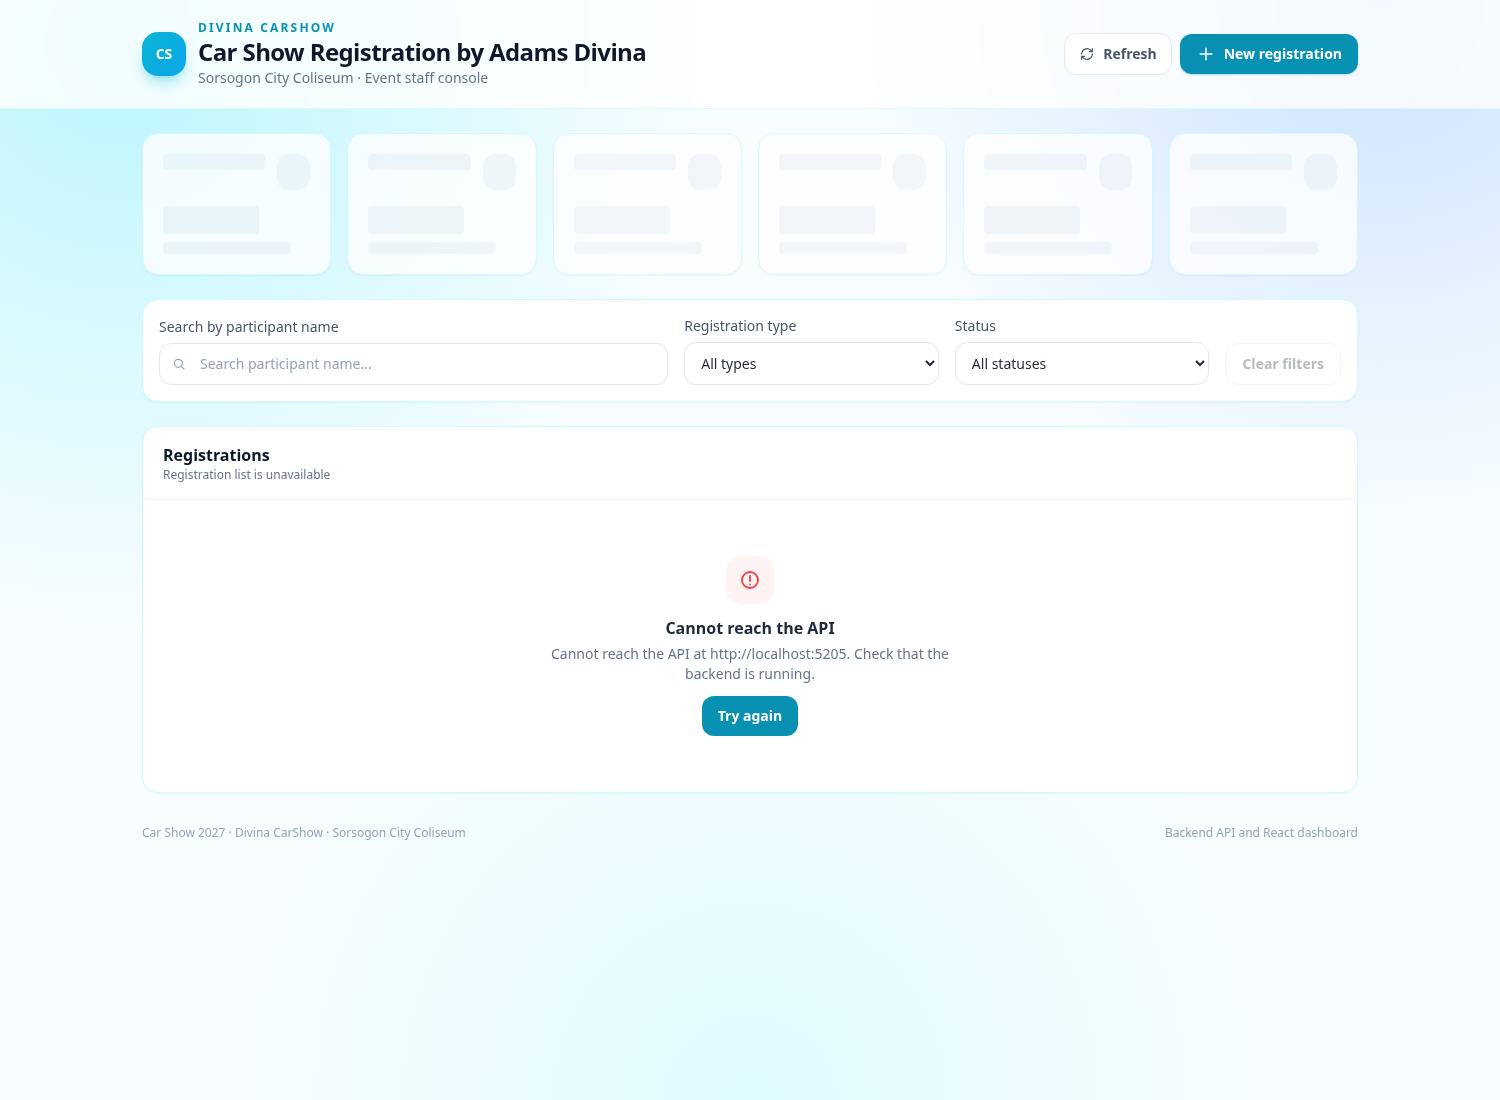 DIVINA CARSHOW
CS
Car Show Registration by Adams Divina
Sorsogon City Coliseum · Event staff console
Refresh
New registration
Search by participant name
Registration type
Status
Search participant name...
All types
All statuses
Clear filters
Registrations
Registration list is unavailable
Cannot reach the API
Cannot reach the API at http://localhost:5205. Check that the
backend is running.
Try again
Car Show 2027 · Divina CarShow · Sorsogon City Coliseum
Backend API and React dashboard